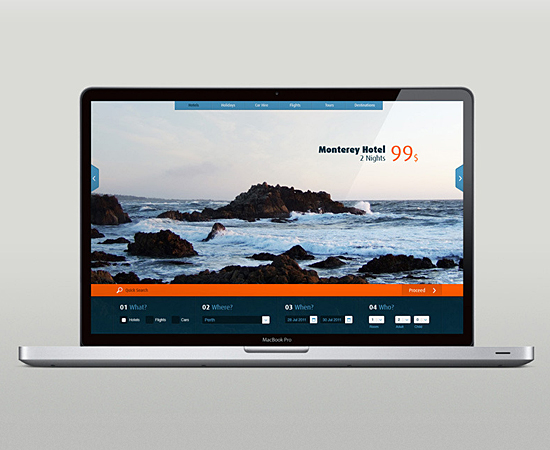 Hotels Holidays Car Hire Flights Tours Destinations
Monterey Hotel
2 Nights
99$
Quick Search
Proceed
01 What? 02 Where? 03 When? 04 Who?
Hotels Flights Cars Perth 28 Jul 2011 30 Jul 2011 1 2 0
Rooms Adult Child
MacBook Pro